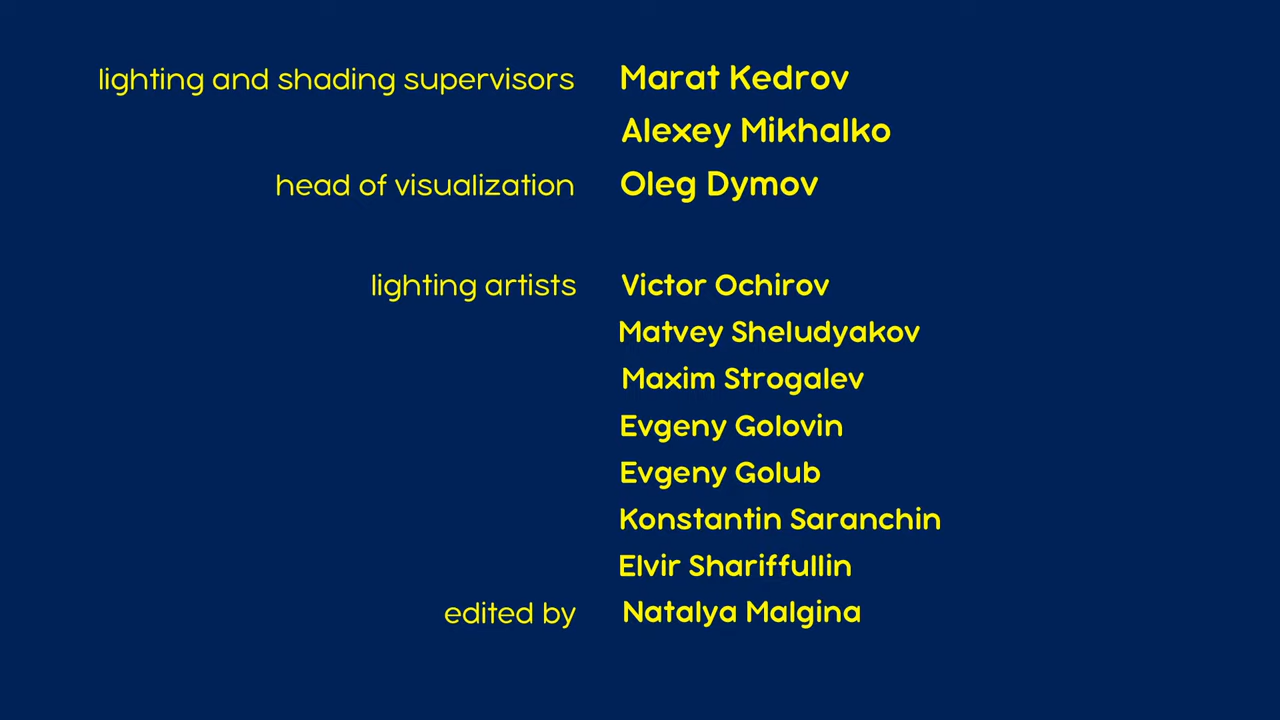 lighting and shading supervisors Marat Kedrov
Alexey Mikhalko
head of visualization Oleg Dymov
lighting artists Victor Ochirov
Matvey Sheludyakov
Maxim Strogalev
Evgeny Golovin
Evgeny Golub
Konstantin Saranchin
Elvir Shariffullin
edited by Natalya Malgina